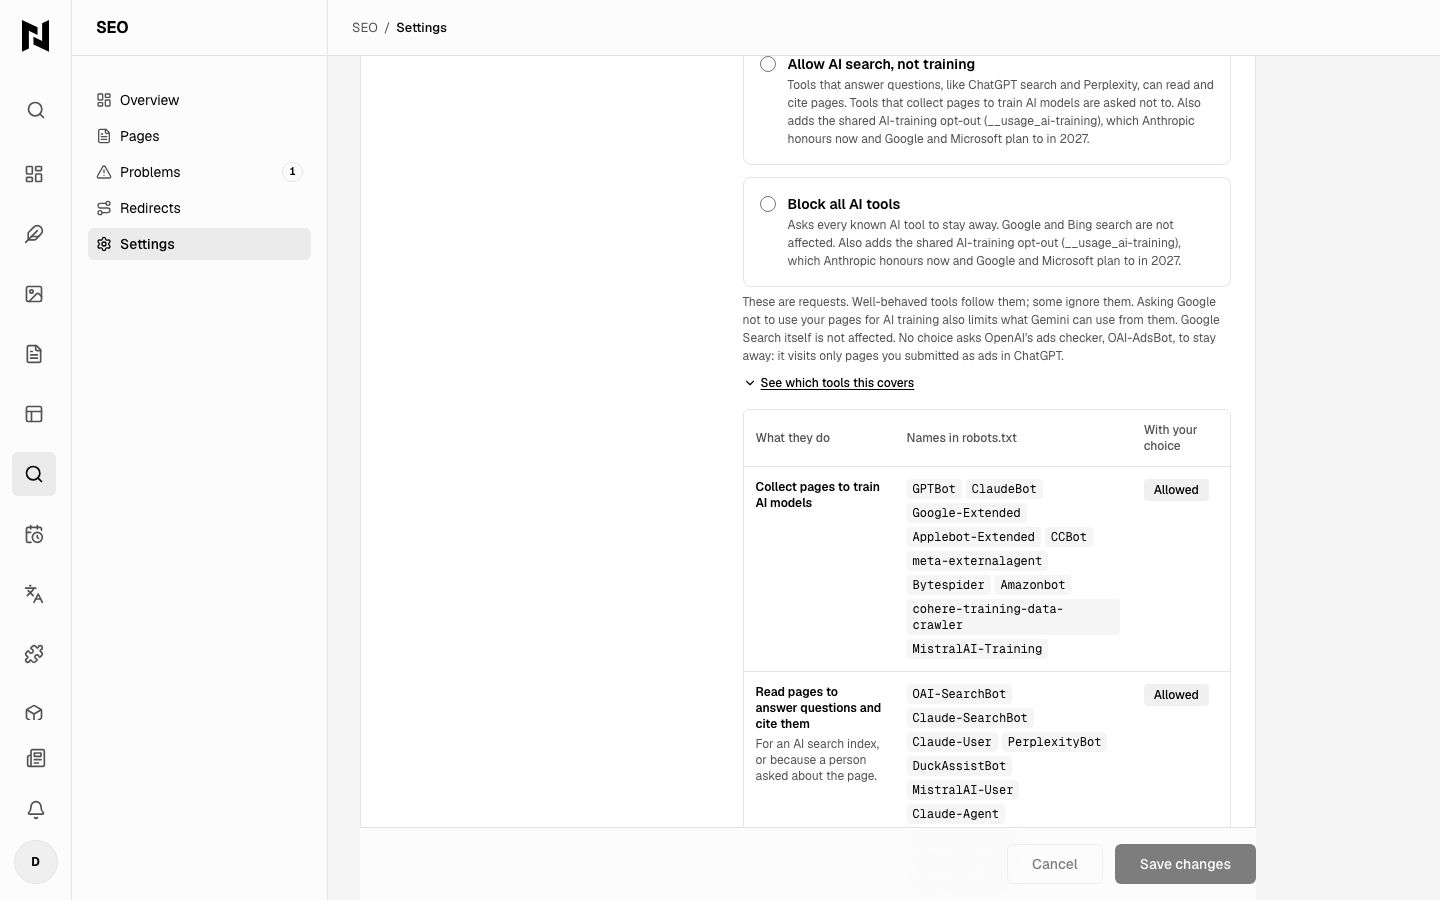 SEO
SEO / Settings
Overview
Pages
Problems 1
Redirects
Settings
Allow AI search, not training
Tools that answer questions, like ChatGPT search and Perplexity, can read and
cite pages. Tools that collect pages to train AI models are asked not to. Also
adds the shared AI-training opt-out (__usage_ai-training), which Anthropic
honours now and Google and Microsoft plan to in 2027.
Block all AI tools
Asks every known AI tool to stay away. Google and Bing search are not
affected. Also adds the shared AI-training opt-out (__usage_ai-training),
which Anthropic honours now and Google and Microsoft plan to in 2027.
These are requests. Well-behaved tools follow them; some ignore them. Asking Google
not to use your pages for AI training also limits what Gemini can use from them. Google
Search itself is not affected. No choice asks OpenAI's ads checker, OAI-AdsBot, to stay
away: it visits only pages you submitted as ads in ChatGPT.
See which tools this covers
What they do
Names in robots.txt
With your
choice
Collect pages to train
AI models
GPTBot ClaudeBot
Google-Extended
Applebot-Extended CCBot
meta-externalagent
Bytespider Amazonbot
cohere-training-data-
crawler
MistralAI-Training
Allowed
Read pages to
answer questions and
cite them
For an AI search index,
or because a person
asked about the page.
OAI-SearchBot
Claude-SearchBot
Claude-User PerplexityBot
DuckAssistBot
MistralAI-User
Claude-Agent
Allowed
D
Cancel
Save changes